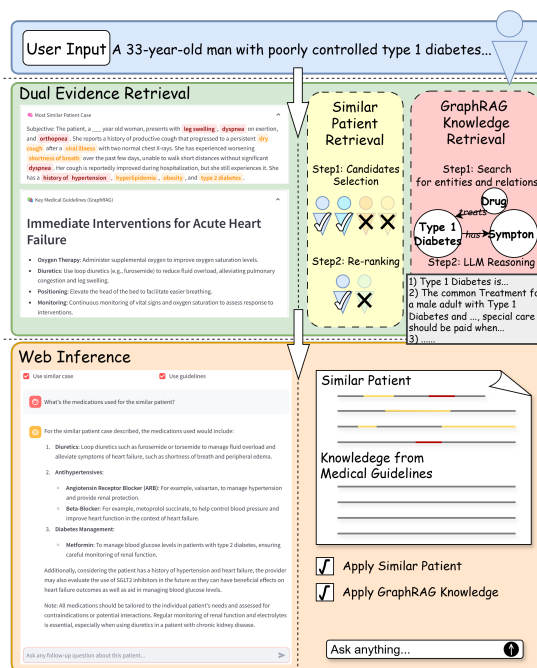 User Input A 33-year-old man with poorly controlled type 1 diabetes...
Dual Evidence Retrieval
Most Similar Patient Case
Subjective: The patient, a ___ year old woman, presents with leg swelling, dyspnea on exertion,
and orthopnea. She reports a history of productive cough that progressed to a persistent dry
cough after a viral illness with two normal chest X-rays. She has experienced worsening
shortness of breath over the past few days, unable to walk short distances without significant
dyspnea. Her cough is reportedly improved during hospitalization, but she still experiences it. She
has a history of hypertension, hyperlipidemia, obesity, and type 2 diabetes.
Key Medical Guidelines (GraphRAG)
Immediate Interventions for Acute Heart
Failure
• Oxygen Therapy: Administer supplemental oxygen to improve oxygen saturation levels.
• Diuretics: Use loop diuretics (e.g., furosemide) to reduce fluid overload, alleviating pulmonary
congestion and leg swelling.
• Positioning: Elevate the head of the bed to facilitate easier breathing.
• Monitoring: Continuous monitoring of vital signs and oxygen saturation to assess response to
interventions.
Similar
Patient
Retrieval
Step1: Candidates
Selection
Step2: Re-ranking
GraphRAG
Knowledge
Retrieval
Step1: Search
for entities and relations
Drug
treats
Type 1
Diabetes
has
Sympton
Step2: LLM Reasoning
1) Type 1 Diabetes is...
2) The common Treatment fo
a male adult with Type 1
Diabetes and ..., special care
should be paid when...
3) ......
Web Inference
Use similar case
Use guidelines
What's the medications used for the similar patient?
For the similar patient case described, the medications used would include:
1. Diuretics: Loop diuretics such as furosemide or torsemide to manage fluid overload and
alleviate symptoms of heart failure, such as shortness of breath and peripheral edema.
2. Antihypertensives:
Angiotensin Receptor Blocker (ARB): For example, valsartan, to manage hypertension
and provide renal protection.
Beta-Blocker: For example, metoprolol succinate, to help control blood pressure and
improve heart function in the context of heart failure.
3. Diabetes Management:
Metformin: To manage blood glucose levels in patients with type 2 diabetes, ensuring
careful monitoring of renal function.
Additionally, considering the patient has a history of hypertension and heart failure, the provider
may also evaluate the use of SGLT2 inhibitors in the future as they can have beneficial effects on
heart failure outcomes as well as aid in managing blood glucose levels.
Note: All medications should be tailored to the individual patient's needs and assessed for
contraindications or potential interactions. Regular monitoring of renal function and electrolytes
is essential, especially when using diuretics in a patient with chronic kidney disease.
Ask any follow-up question about this patient...
Similar Patient
Knowledege from
Medical Guidelines
Apply Similar Patient
Apply GraphRAG Knowledge
Ask anything...